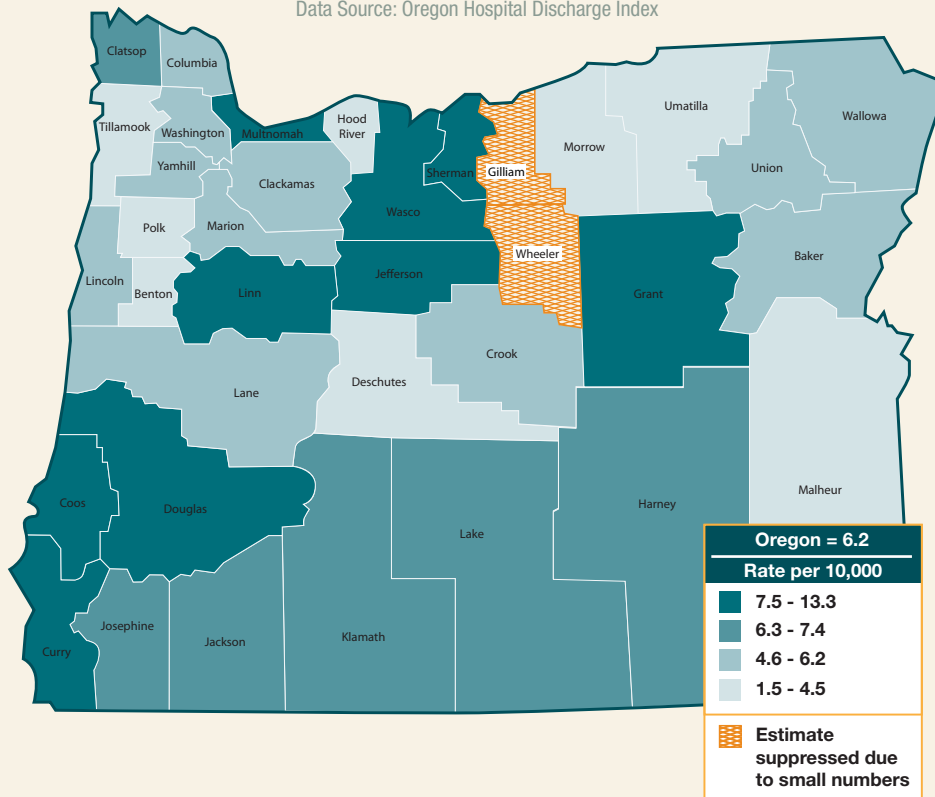 Data Source: Oregon Hospital Discharge Index
Clatsop
Columbia
Tillamook
Washington
Multnomah
Hood
River
Yamhill
Clackamas
Wasco
Sherman
Gilliam
Morrow
Umatilla
Wallowa
Union
Polk
Marion
Wheeler
Baker
Lincoln
Benton
Linn
Jefferson
Grant
Lane
Deschutes
Crook
Coos
Douglas
Lake
Harney
Malheur
Curry
Josephine
Jackson
Klamath
Oregon = 6.2
Rate per 10,000
7.5 - 13.3
6.3 - 7.4
4.6 - 6.2
1.5 - 4.5
Estimate
suppressed due
to small numbers